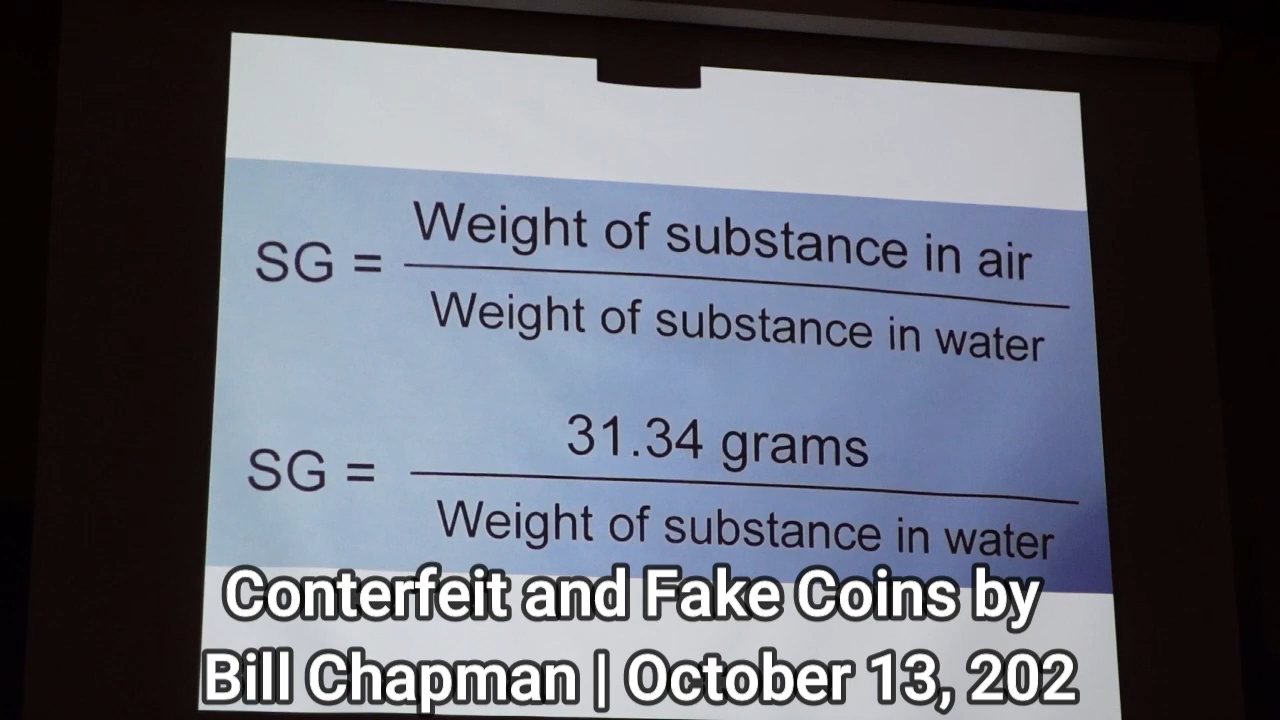 SG = Weight of substance in air
Weight of substance in water
SG = 31.34 grams
Weight of substance in water
Conterfeit and Fake Coins by
Bill Chapman | October 13, 202